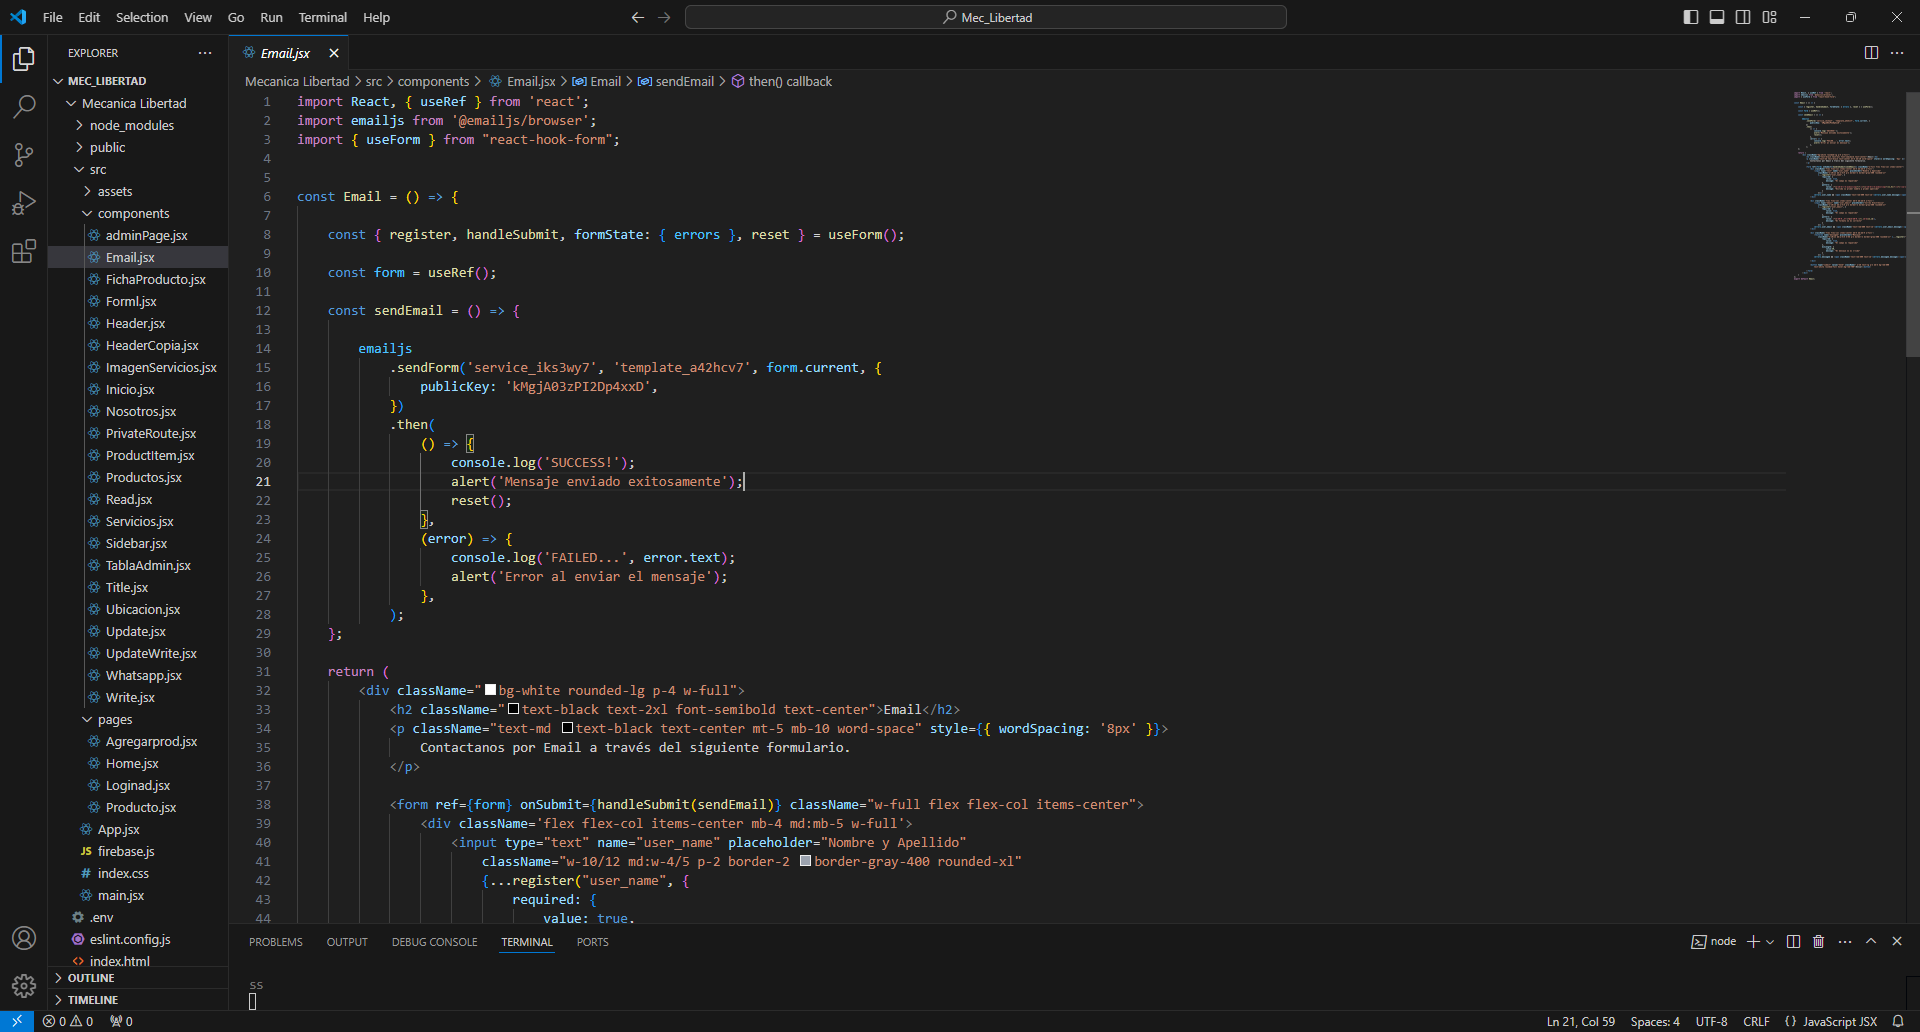 File Edit Selection View Go Run Terminal Help
Mec_Libertad
EXPLORER
MEC_LIBERTAD
Mecanica Libertad
node_modules
public
src
assets
components
adminPage.jsx
Email.jsx
FichaProducto.jsx
Forml.jsx
Header.jsx
HeaderCopia.jsx
ImagenServicios.jsx
Inicio.jsx
Nosotros.jsx
PrivateRoute.jsx
ProductItem.jsx
Productos.jsx
Read.jsx
Servicios.jsx
Sidebar.jsx
TablaAdmin.jsx
Title.jsx
Ubicacion.jsx
Update.jsx
UpdateWrite.jsx
Whatsapp.jsx
Write.jsx
pages
Agregarprod.jsx
Home.jsx
Loginad.jsx
Producto.jsx
App.jsx
JS firebase.js
# index.css
main.jsx
.env
eslint.config.js
<> index.html
OUTLINE
TIMELINE
Email.jsx
Mecanica Libertad > src > components > Email.jsx > Email > sendEmail > then() callback
1 import React, { useRef } from 'react';
2 import emailjs from '@emailjs/browser';
3 import { useForm } from "react-hook-form";
4
5
6 const Email = () => {
7
8 const { register, handleSubmit, formState: { errors }, reset } = useForm();
9
10 const form = useRef();
11
12 const sendEmail = () => {
13
14 emailjs
15 .sendForm('service_iks3wy7', 'template_a42hcv7', form.current, {
16 publicKey: 'kMgjA03zPI2Dp4xxD',
17 })
18 .then(
19 () => {
20 console.log('SUCCESS!');
21 alert('Mensaje enviado exitosamente');
22 reset();
23 },
24 (error) => {
25 console.log('FAILED...', error.text);
26 alert('Error al enviar el mensaje');
27 },
28 );
29 };
30
31 return (
32 <div className="bg-white rounded-lg p-4 w-full">
33 <h2 className="text-black text-2xl font-semibold text-center">Email</h2>
34 <p className="text-md text-black text-center mt-5 mb-10 word-space" style={{ wordSpacing: '8px' }}>
35 Contactanos por Email a través del siguiente formulario.
36 </p>
37
38 <form ref={form} onSubmit={handleSubmit(sendEmail)} className="w-full flex flex-col items-center">
39 <div className='flex flex-col items-center mb-4 md:mb-5 w-full'>
40 <input type="text" name="user_name" placeholder="Nombre y Apellido"
41 className="w-10/12 md:w-4/5 p-2 border-2 border-gray-400 rounded-xl"
42 {...register("user_name", {
43 required: {
44 value: true,
PROBLEMS OUTPUT DEBUG CONSOLE TERMINAL PORTS
node
ss
0 0 0
Ln 21, Col 59 Spaces: 4 UTF-8 CRLF {} JavaScript JSX